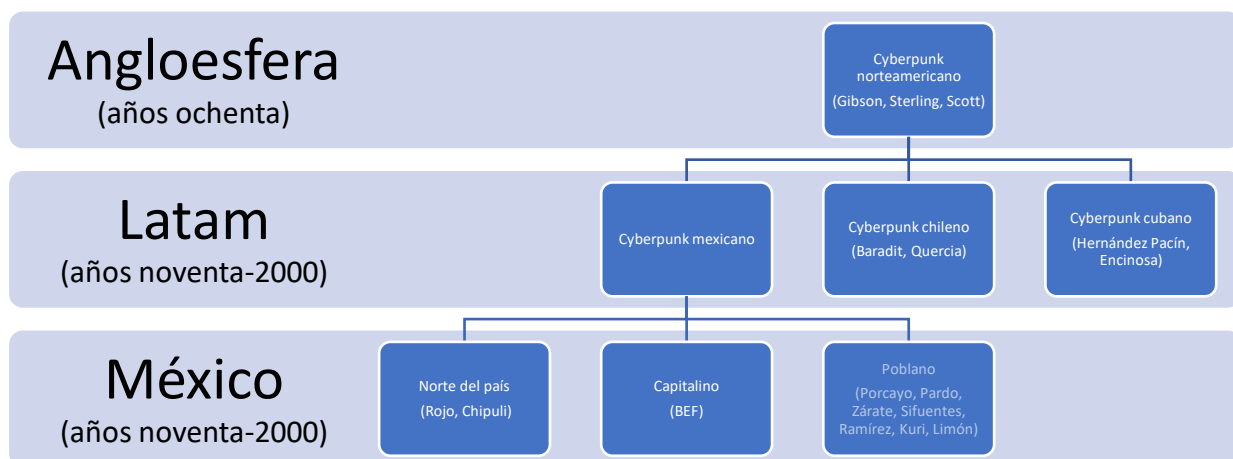 Angloesfera
(años ochenta)
Cyberpunk
norteamericano
(Gibson, Sterling, Scott)
Latam
(años noventa-2000)
Cyberpunk mexicano
Cyberpunk chileno
(Baradit, Quercia)
Cyberpunk cubano
(Hernández Pacín,
Encinosa)
México
(años noventa-2000)
Norte del país
(Rojo, Chipuli)
Capitalino
(BEF)
Poblano
(Porcayo, Pardo,
Zárate, Sifuentes,
Ramírez, Kuri, Limón)